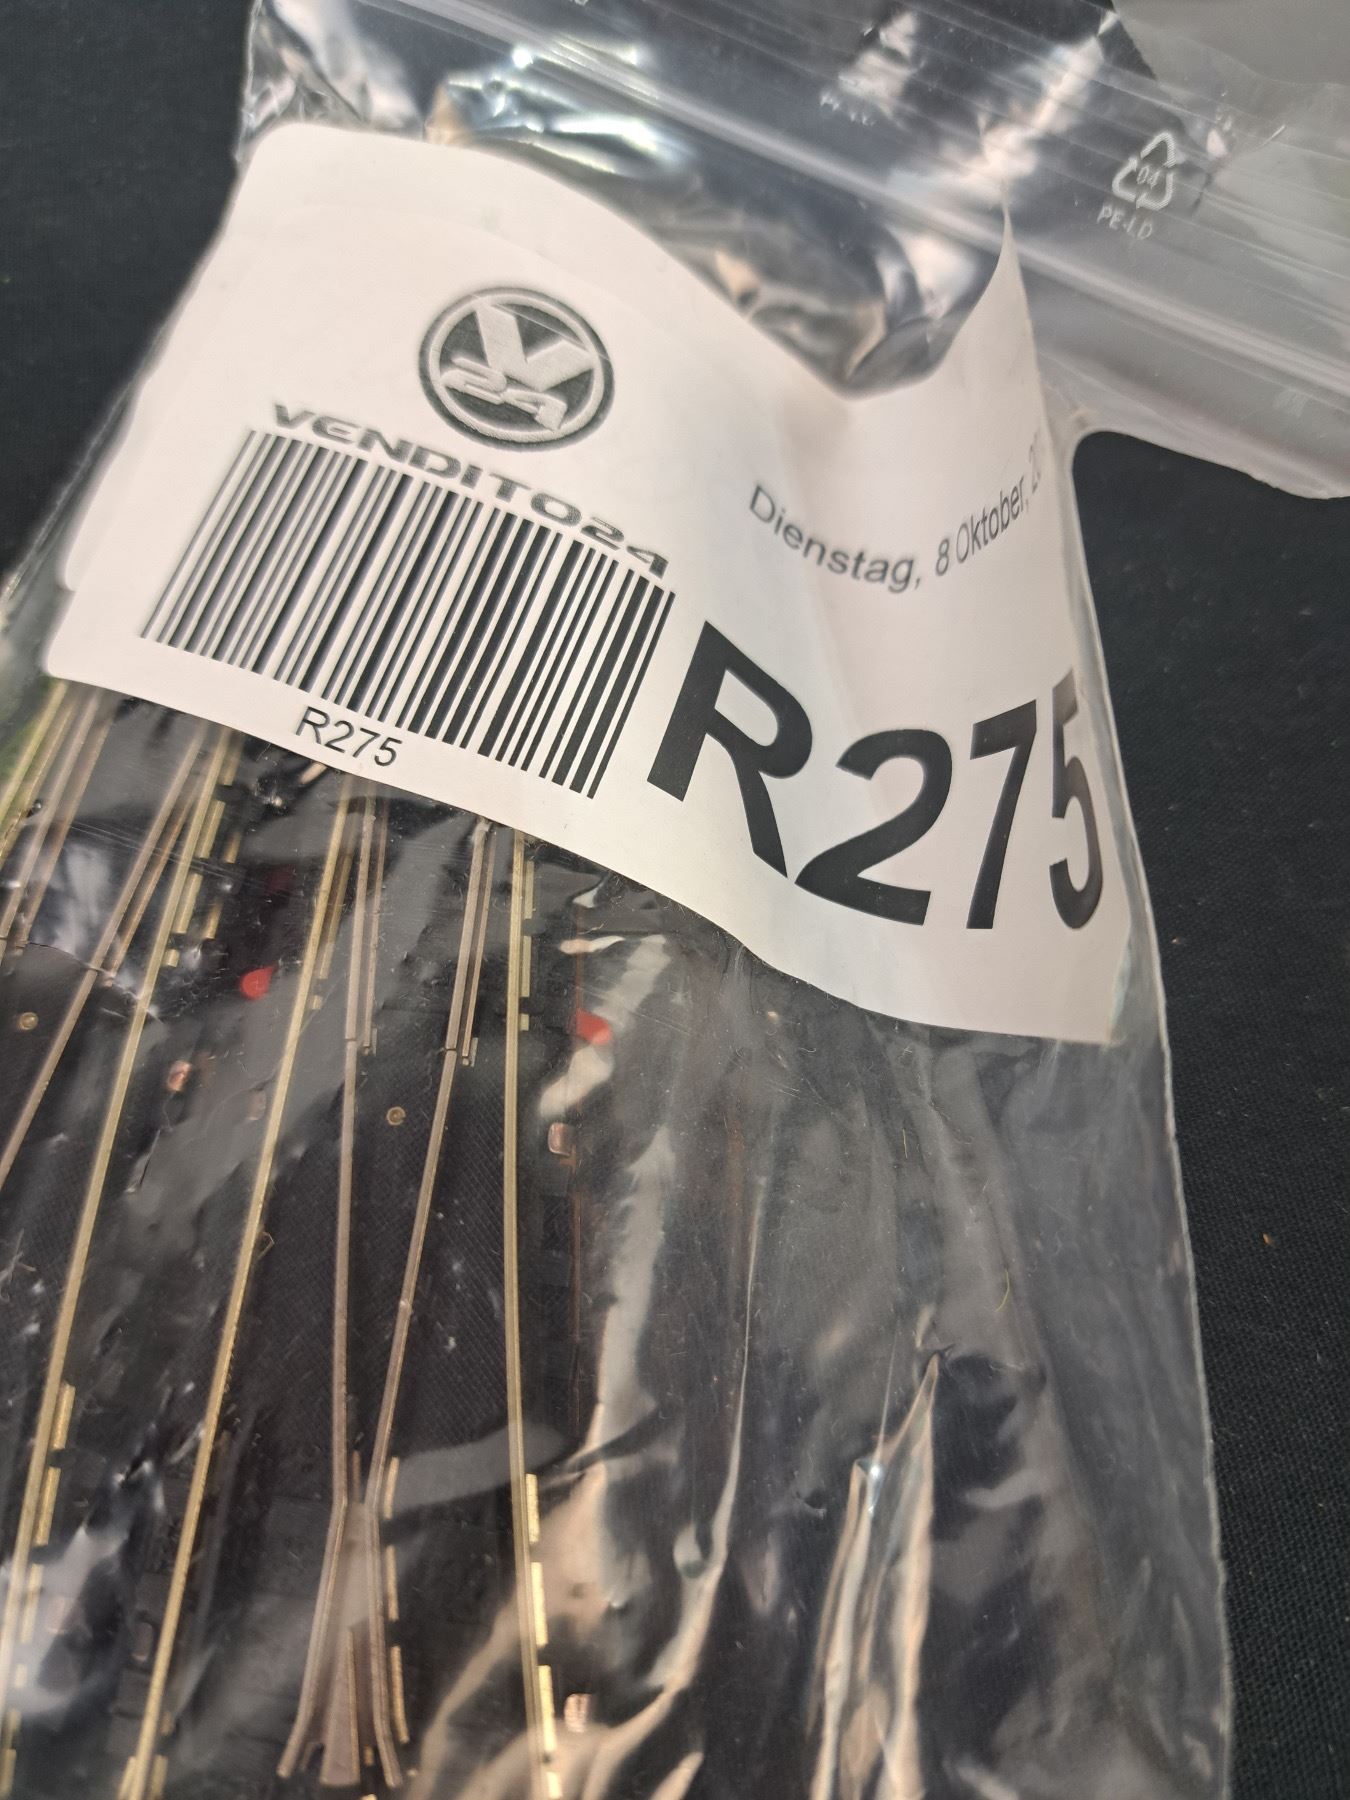 04
PE-LD
V
24
VENDITO24
Dienstag, 8 Oktober,
R275
R275